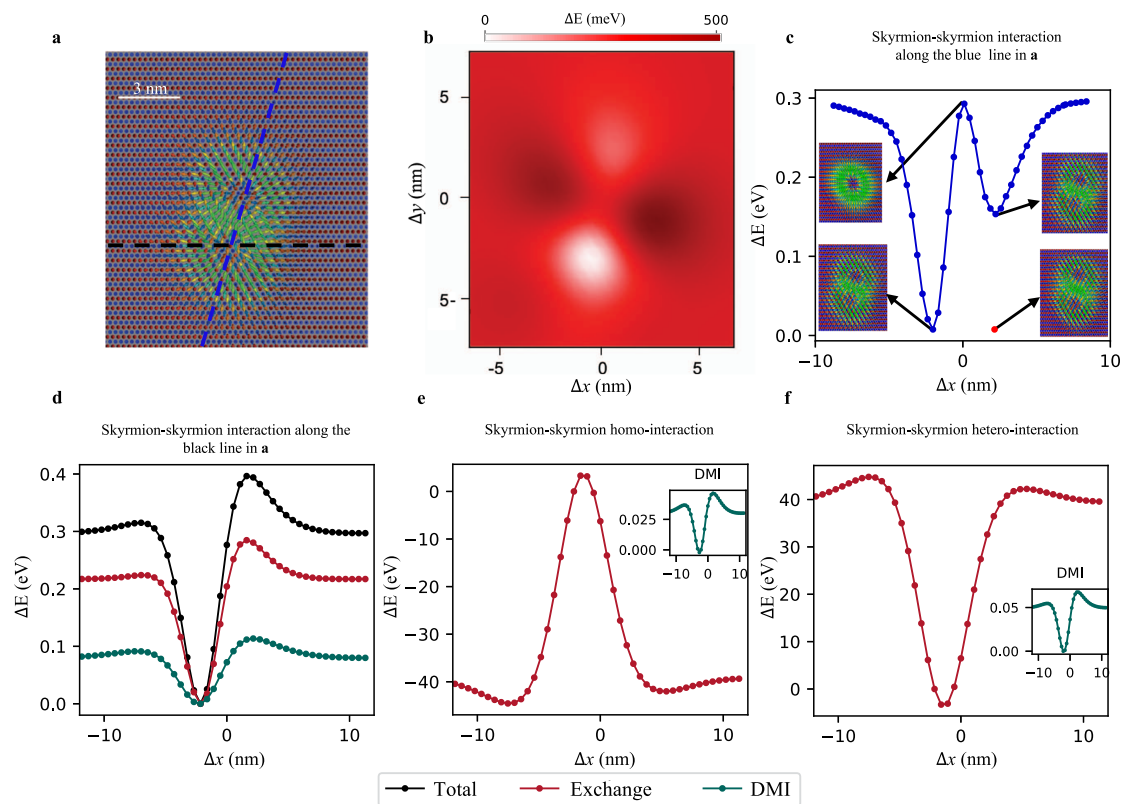 a
3 nm
b
0
ΔE (meV)
500
Δy (nm)
5
0
5-
-5
0
5
Δx (nm)
c
Skyrmion-skyrmion interaction
along the blue line in a
ΔE (eV)
0.3
0.2
0.1
0.0
−10
0
10
Δx (nm)
d
Skyrmion-skyrmion interaction along the
black line in a
ΔE (eV)
0.4
0.3
0.2
0.1
0.0
−10
0
10
Δx (nm)
e
Skyrmion-skyrmion homo-interaction
ΔE (eV)
0
−10
−20
−30
−40
−10
0
10
Δx (nm)
DMI
0.025
0.000
−10
0
10
f
Skyrmion-skyrmion hetero-interaction
ΔE (eV)
40
30
20
10
0
−10
0
10
Δx (nm)
DMI
0.05
0.00
−10
0
10
Total
Exchange
DMI